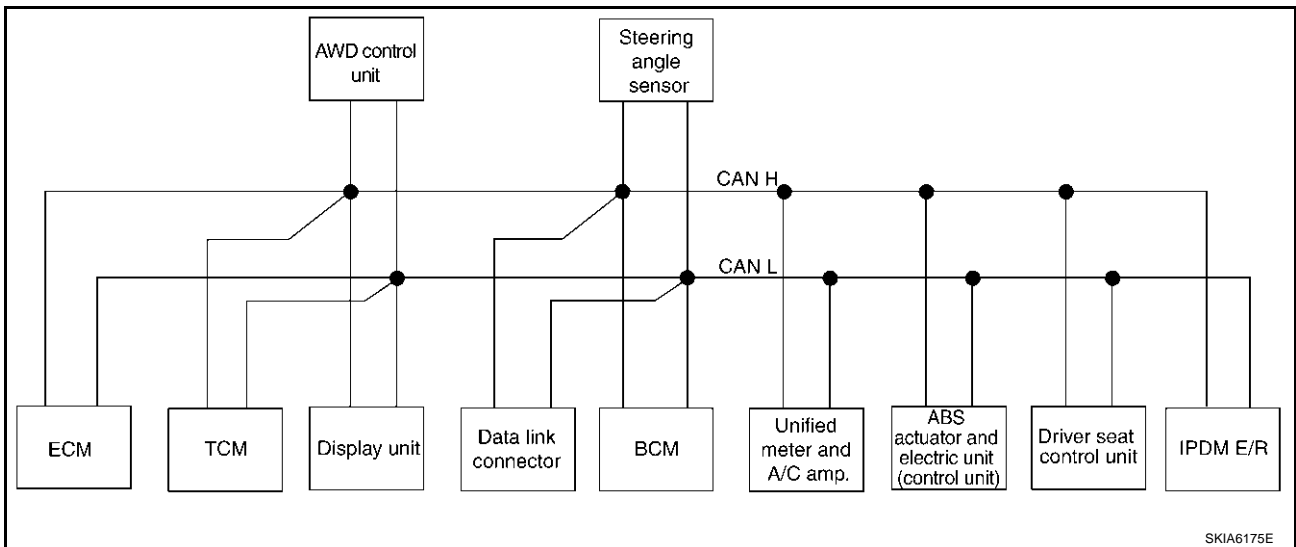 AWD control
unit
Steering
angle
sensor
CAN H
CAN L
ECM
TCM
Display unit
Data link
connector
BCM
Unified
meter and
A/C amp.
ABS
actuator and
electric unit
(control unit)
Driver seat
control unit
IPDM E/R
SKIA6175E